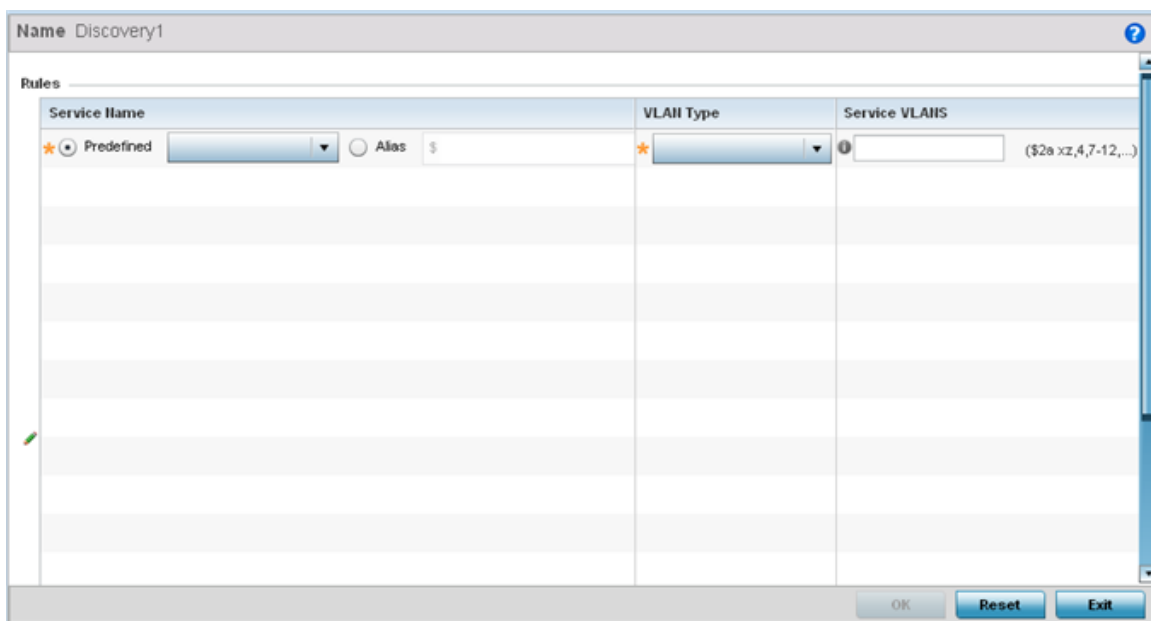 Name Discovery1
Rules
Service Name VLAN Type Service VLANS
Predefined Alias $ ($2a xz,4,7-12,...)
OK Reset Exit